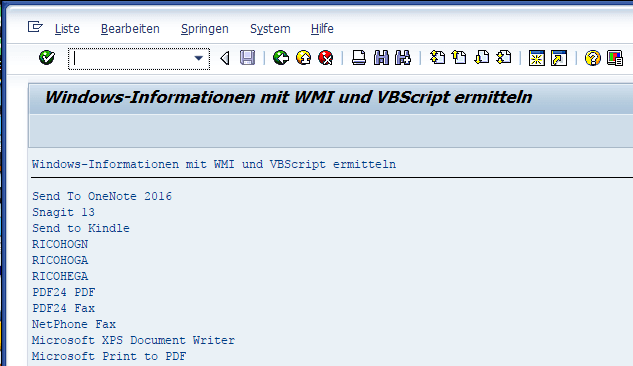 Liste Bearbeiten Springen System Hilfe
Windows-Informationen mit WMI und VBScript ermitteln
Windows-Informationen mit WMI und VBScript ermitteln
Send To OneNote 2016
Snagit 13
Send to Kindle
RICOHOGN
RICOHOGA
RICOHEGA
PDF24 PDF
PDF24 Fax
NetPhone Fax
Microsoft XPS Document Writer
Microsoft Print to PDF